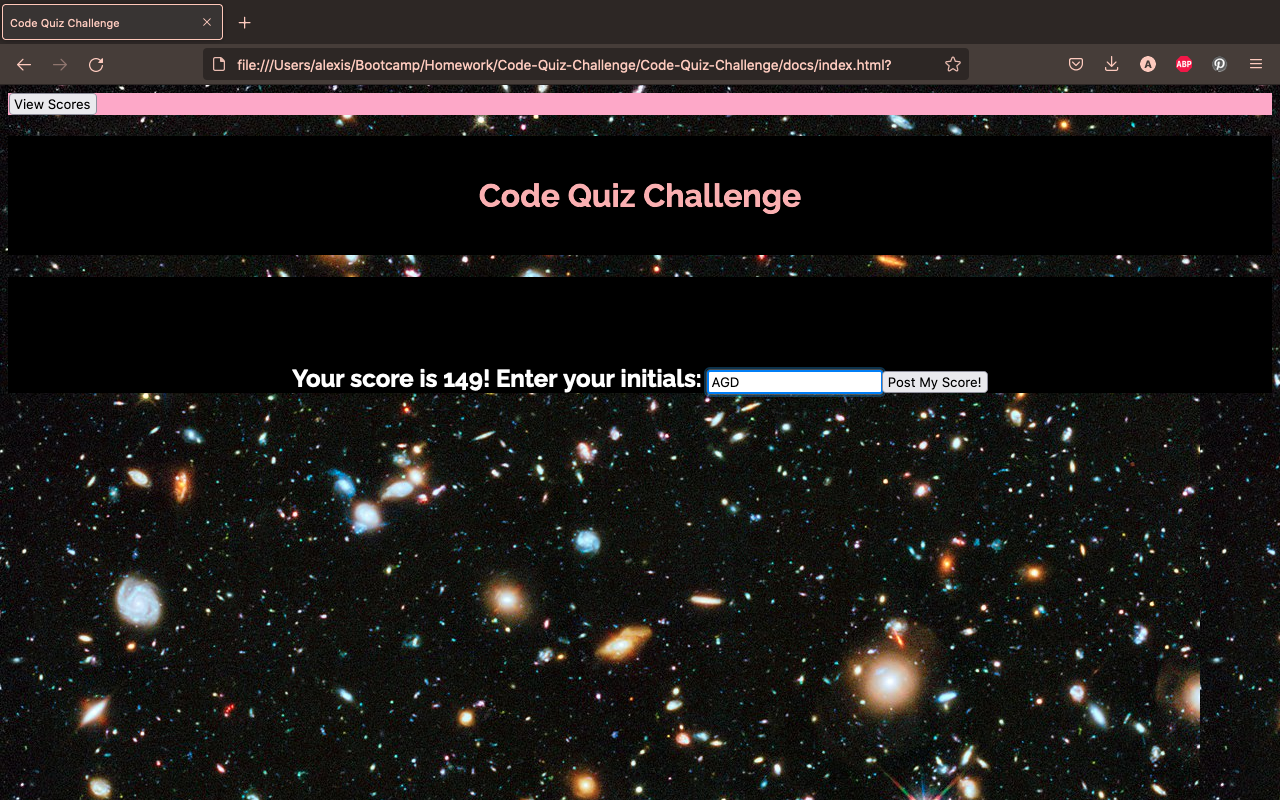 Code Quiz Challenge
file:///Users/alexis/Bootcamp/Homework/Code-Quiz-Challenge/Code-Quiz-Challenge/docs/index.html?
A
ABP
View Scores
Code Quiz Challenge
Your score is 149! Enter your initials: AGD Post My Score!